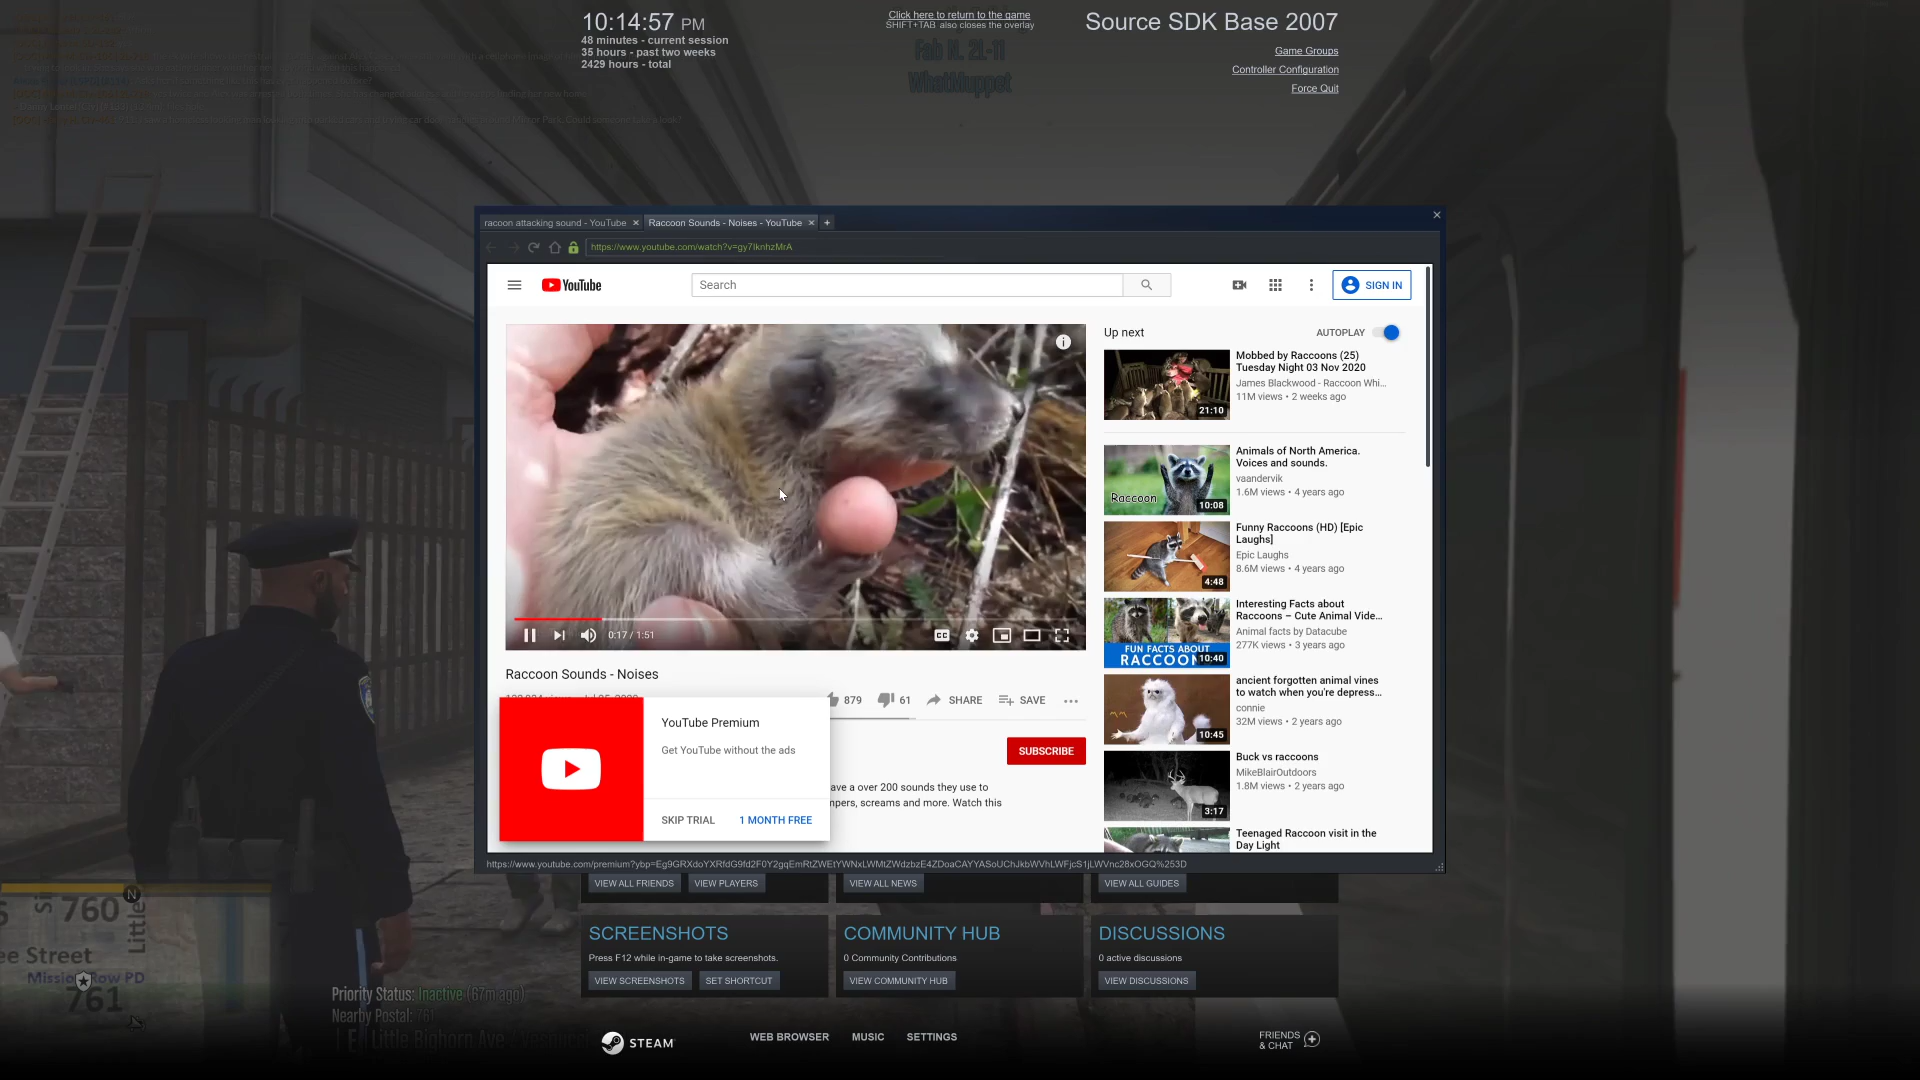 10:14:57 PM
48 minutes - current session
35 hours - past two weeks
2429 hours - total
Click here to return to the game
SHIFT+TAB also closes the overlay
Source SDK Base 2007
Game Groups
Controller Configuration
Force Quit
WhatMuppet
racoon attacking sound - YouTube
Raccoon Sounds - Noises - YouTube
https://www.youtube.com/watch?v=gy7IknhzMrA
YouTube
Search
SIGN IN
Up next
AUTOPLAY
Mobbed by Raccoons (25)
Tuesday Night 03 Nov 2020
James Blackwood - Raccoon Whi...
11M views • 2 weeks ago
21:10
Animals of North America.
Voices and sounds.
vaandervik
1.6M views • 4 years ago
Raccoon
10:08
Funny Raccoons (HD) [Epic
Laughs]
Epic Laughs
8.6M views • 4 years ago
4:48
Interesting Facts about
Raccoons – Cute Animal Vide...
Animal facts by Datacube
277K views • 3 years ago
FUN FACTS ABOUT
10:40
ancient forgotten animal vines
to watch when you're depress...
connie
32M views • 2 years ago
10:45
Buck vs raccoons
MikeBlairOutdoors
1.8M views • 2 years ago
3:17
Teenaged Raccoon visit in the
Day Light
CC
0:17 / 1:51
Raccoon Sounds - Noises
879
61
SHARE
SAVE
SUBSCRIBE
YouTube Premium
Get YouTube without the ads
SKIP TRIAL
1 MONTH FREE
a over 200 sounds they use to
screams and more. Watch this
VIEW ALL FRIENDS
VIEW PLAYERS
VIEW ALL NEWS
VIEW ALL GUIDES
SCREENSHOTS
Press F12 while in-game to take screenshots.
VIEW SCREENSHOTS
SET SHORTCUT
COMMUNITY HUB
0 Community Contributions
VIEW COMMUNITY HUB
DISCUSSIONS
0 active discussions
VIEW DISCUSSIONS
N
760
Little
Street
Mission Row PD
761
Priority Status: Inactive (67m ago)
Nearby Postal: 761
E
Little Bighorn Ave
STEAM
WEB BROWSER
MUSIC
SETTINGS
FRIENDS
& CHAT